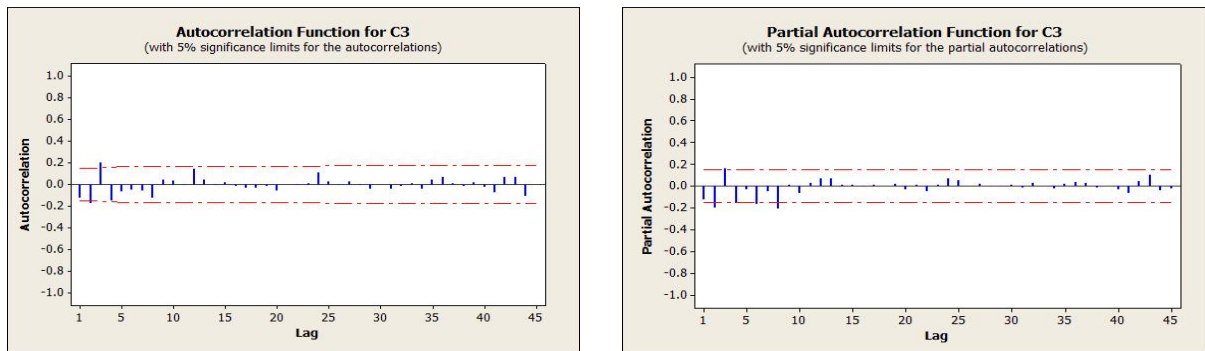 Autocorrelation Function for C3
(with 5% significance limits for the autocorrelations)
1.0
0.8
0.6
0.4
0.2
0.0
-0.2
-0.4
-0.6
-0.8
-1.0
Autocorrelation
1 5 10 15 20 25 30 35 40 45
Lag
Partial Autocorrelation Function for C3
(with 5% significance limits for the partial autocorrelations)
1.0
0.8
0.6
0.4
0.2
0.0
-0.2
-0.4
-0.6
-0.8
-1.0
Partial Autocorrelation
1 5 10 15 20 25 30 35 40 45
Lag